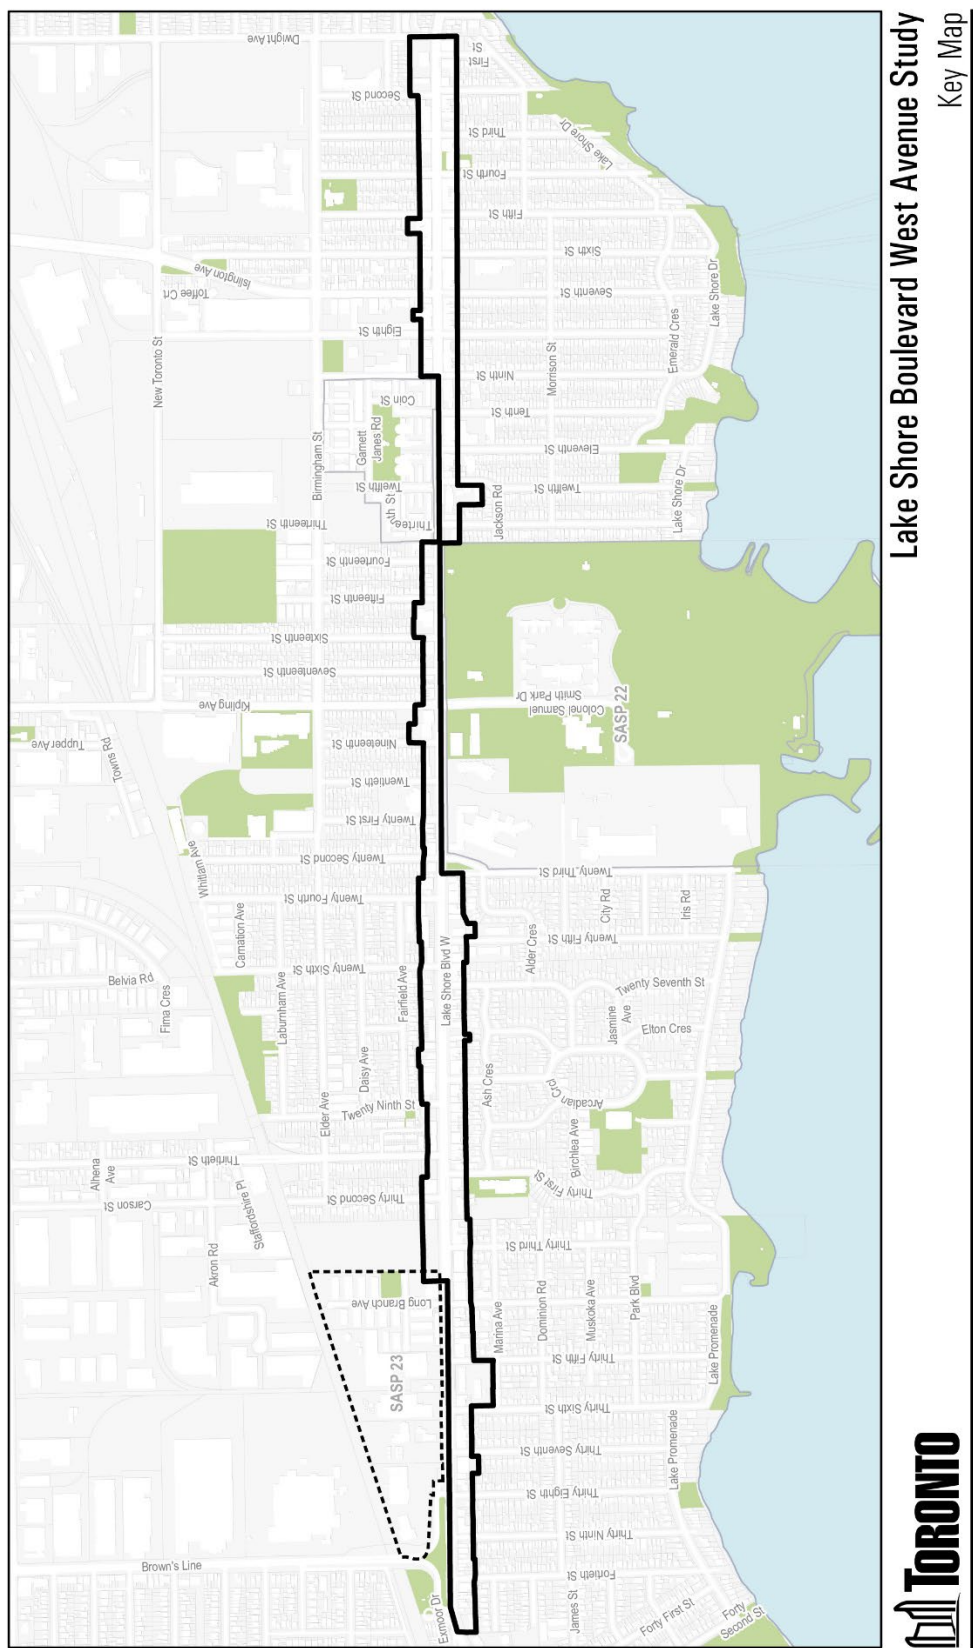 Lake Shore Boulevard West Avenue Study
Key Map
TORONTO
Dwight Ave
First
St
Second St
Third St
Lake Shore Dr
Fourth St
Fifth St
Sixth St
Islington Ave
Toffee Crt
Seventh St
Lake Shore Dr
Eighth St
Emerald Cres
New Toronto St
Morrison St
Ninth St
Coin St
Tenth St
Garnett
Janes Rd
Birmingham St
Eleventh St
Twelfth St
Twelfth St
Lake Shore Dr
Jackson Rd
Thirteenth St
Fourteenth St
Fifteenth St
Sixteenth St
Seventeenth St
Colonel Samuel
Smith Park Dr
SASP 22
Kipling Ave
Nineteenth St
Tupper Ave
Towns Rd
Twentieth St
Twenty First St
Twenty Second St
Whitlam Ave
Twenty Third St
Twenty Fourth St
City Rd
Iris Rd
Carnation Ave
Twenty Fifth St
Alder Cres
Lake Shore Blvd W
Twenty Sixth St
Belvia Rd
Fima Cres
Laburnham Ave
Fairfield Ave
Twenty Seventh St
Jasmine
Ave
Elton Cres
Daisy Ave
Ash Cres
Arcadian Crcl
Elder Ave
Twenty Ninth St
Birchlea Ave
Thirtieth St
Alhena
Ave
Thirty First St
Carson St
Staffordshire Pl
Thirty Second St
Thirty Third St
Akron Rd
Long Branch Ave
Marina Ave
Dominion Rd
Muskoka Ave
Park Blvd
Lake Promenade
Thirty Fifth St
SASP 23
Thirty Sixth St
Thirty Seventh St
Lake Promenade
Thirty Eighth St
Thirty Ninth St
Brown's Line
Fortieth St
Exmoor Dr
James St
Forty First St
Forty
Second St